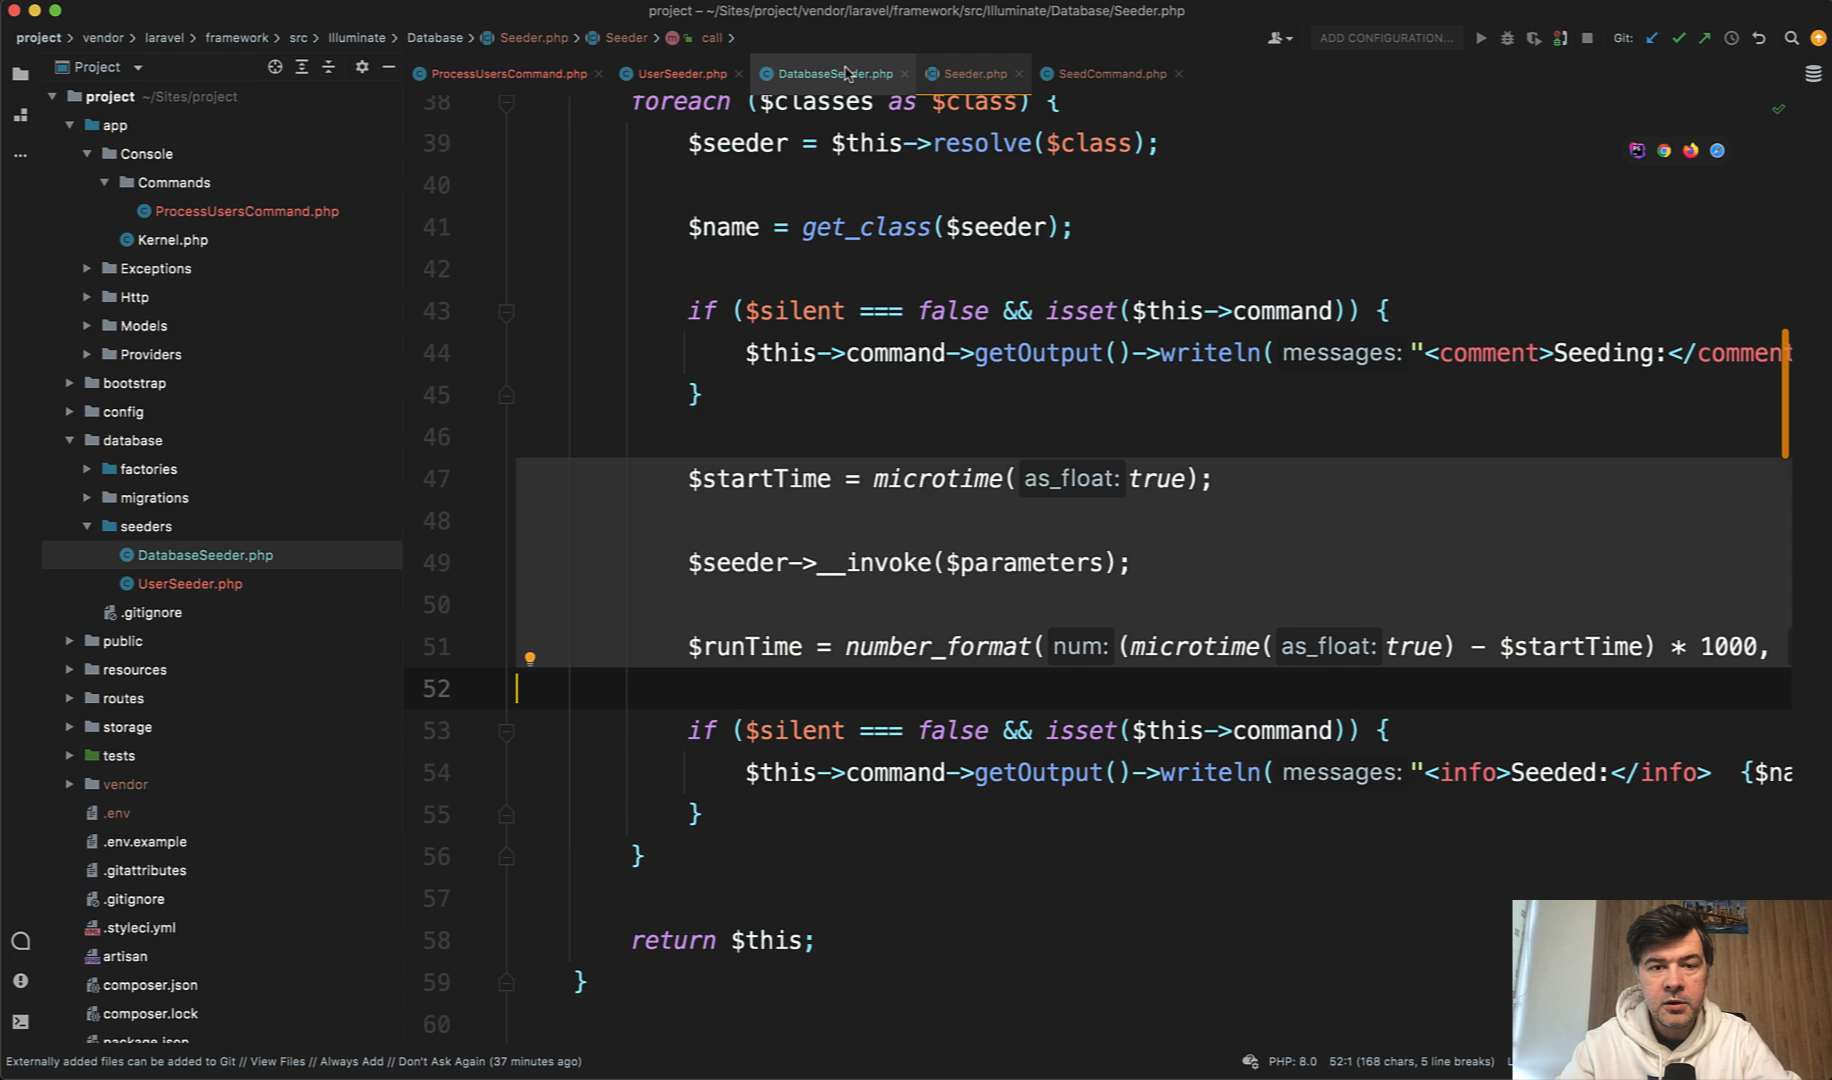 project – ~/Sites/project/vendor/laravel/framework/src/Illuminate/Database/Seeder.php
project vendor laravel framework src Illuminate Database Seeder.php Seeder call
ADD CONFIGURATION...
Git:
Project
ProcessUsersCommand.php
UserSeeder.php
DatabaseSeeder.php
Seeder.php
SeedCommand.php
project ~/Sites/project
app
Console
Commands
ProcessUsersCommand.php
Kernel.php
Exceptions
Http
Models
Providers
bootstrap
config
database
factories
migrations
seeders
DatabaseSeeder.php
UserSeeder.php
.gitignore
public
resources
routes
storage
tests
vendor
.env
.env.example
.gitattributes
.gitignore
.styleci.yml
artisan
composer.json
composer.lock
package.json
38 foreach ($classes as $class) {
39 $seeder = $this->resolve($class);
40
41 $name = get_class($seeder);
42
43 if ($silent === false && isset($this->command)) {
44 $this->command->getOutput()->writeln( messages: "<comment>Seeding:</comment
45 }
46
47 $startTime = microtime( as_float: true);
48
49 $seeder->__invoke($parameters);
50
51 $runTime = number_format( num: (microtime( as_float: true) - $startTime) * 1000,
52
53 if ($silent === false && isset($this->command)) {
54 $this->command->getOutput()->writeln( messages: "<info>Seeded:</info> {$na
55 }
56 }
57
58 return $this;
59 }
60
Externally added files can be added to Git // View Files // Always Add // Don't Ask Again (37 minutes ago)
PHP: 8.0 52:1 (168 chars, 5 line breaks)